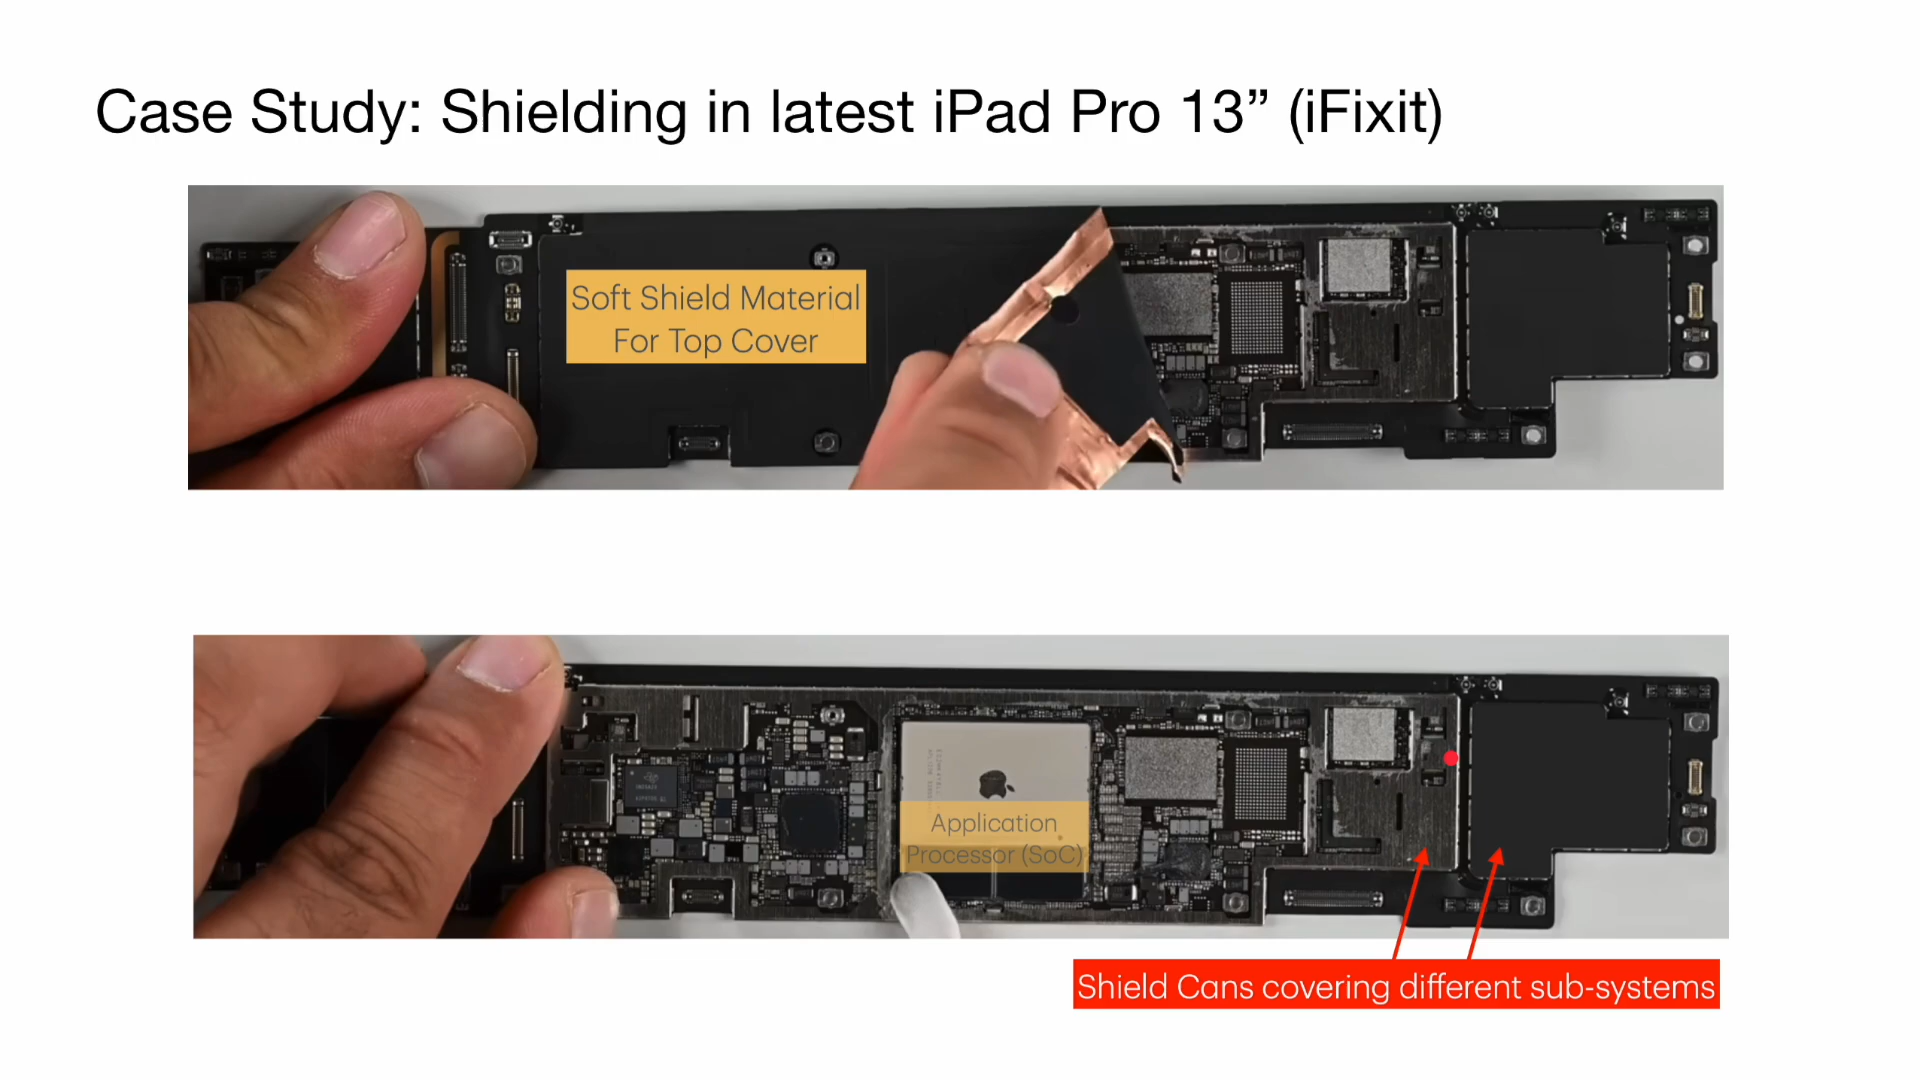 Case Study: Shielding in latest iPad Pro 13” (iFixit)
Soft Shield Material
For Top Cover
Application
Processor (SoC)
Shield Cans covering different sub-systems